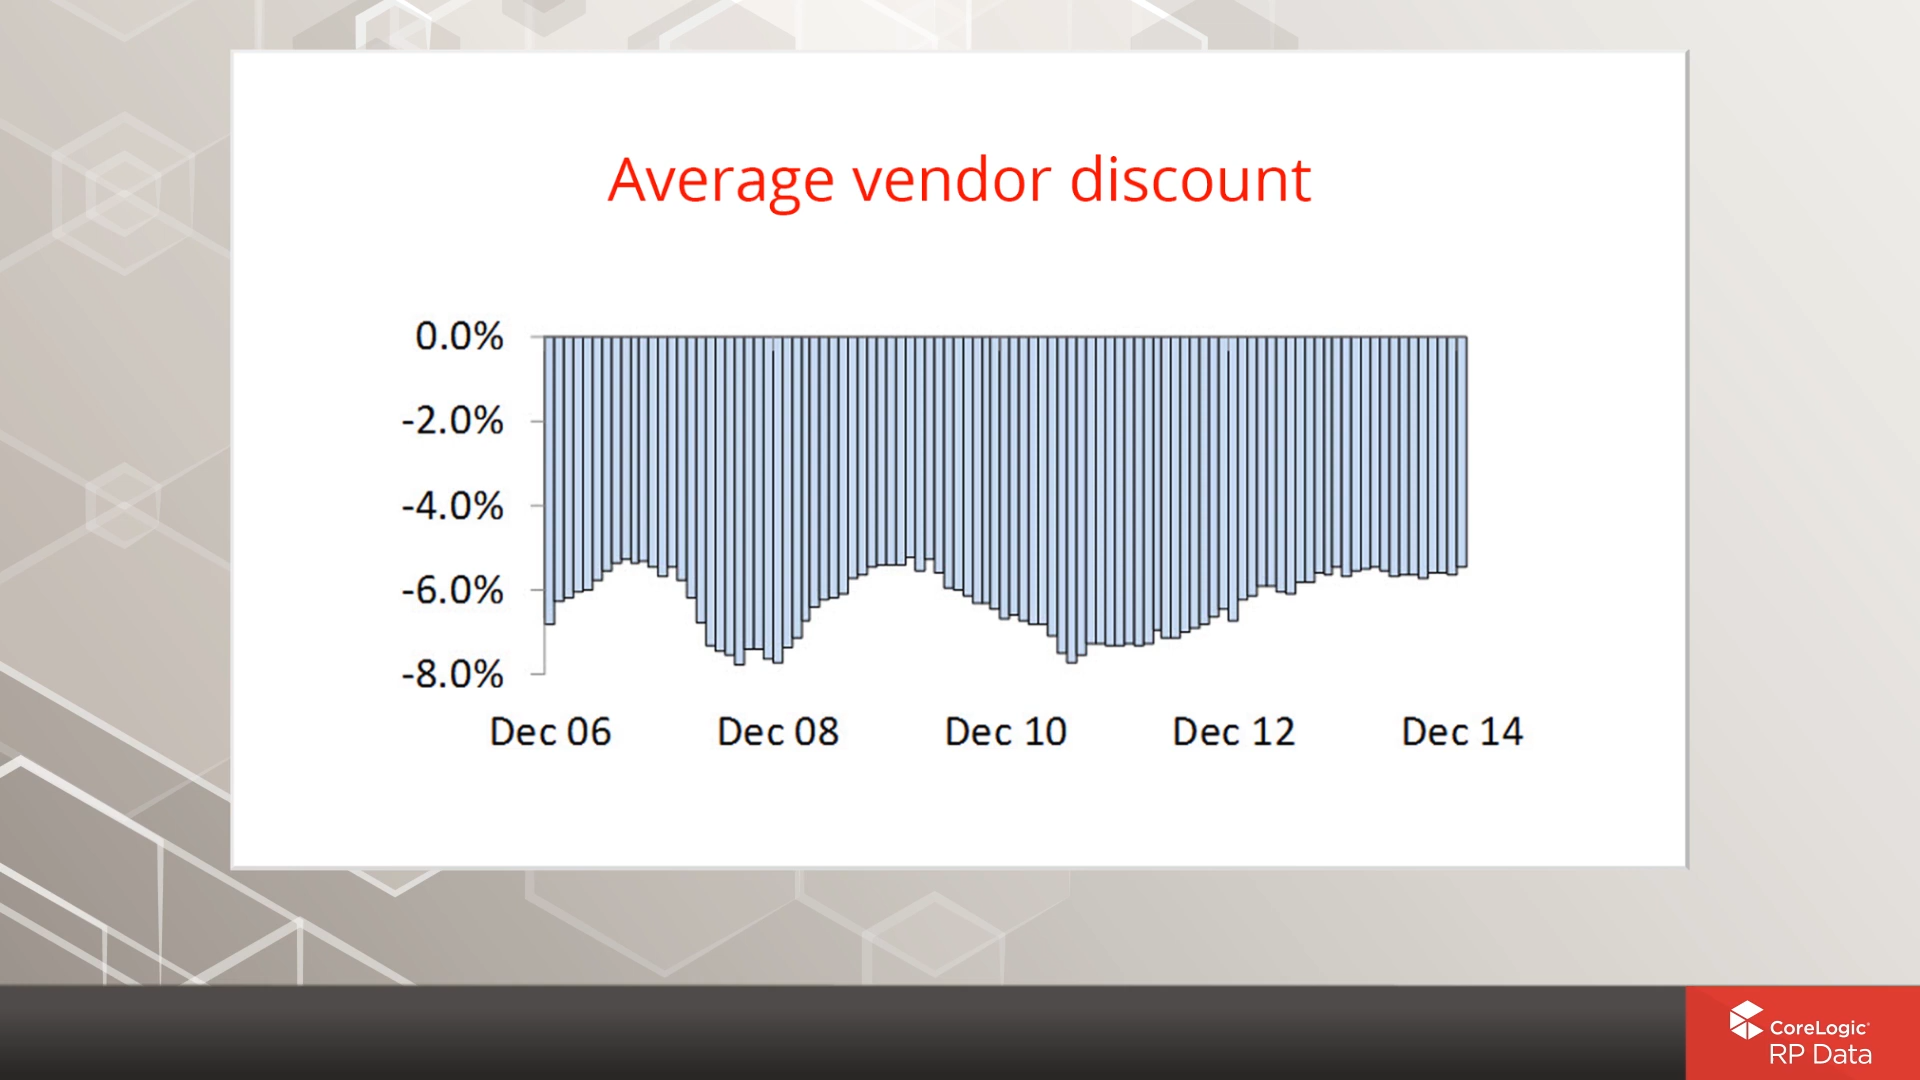 Average vendor discount
0.0%
-2.0%
-4.0%
-6.0%
-8.0%
Dec 06 Dec 08 Dec 10 Dec 12 Dec 14
CoreLogic®
RP Data